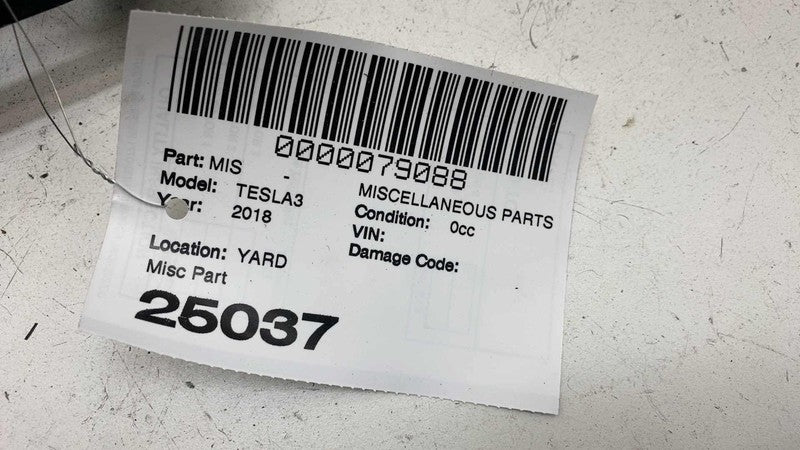 0000079088
Part: MIS -
MISCELLANEOUS PARTS
Model: TESLA3
Condition: 0cc
Year: 2018
VIN:
Location: YARD
Damage Code:
Misc Part
25037